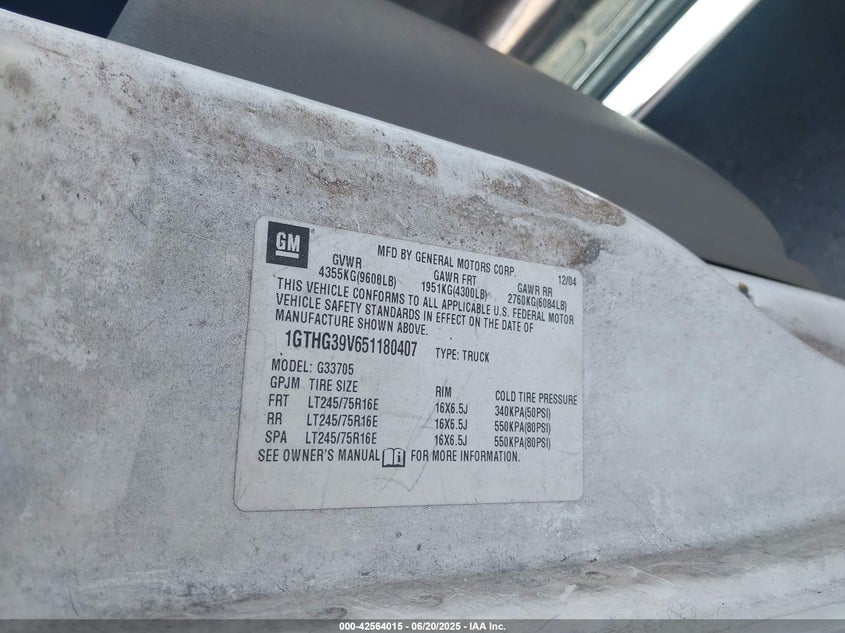 GM
MFD BY GENERAL MOTORS CORP. 12/04
GVWR GAWR FRT GAWR RR
4355KG(9608LB) 1951KG(4300LB) 2760KG(6084LB)
THIS VEHICLE CONFORMS TO ALL APPLICABLE U.S. FEDERAL MOTOR
VEHICLE SAFETY STANDARDS IN EFFECT ON THE DATE OF
MANUFACTURE SHOWN ABOVE.
1GTHG39V651180407 TYPE: TRUCK
MODEL: G33705
GPJM TIRE SIZE RIM COLD TIRE PRESSURE
FRT LT245/75R16E 16X6.5J 340KPA(50PSI)
RR LT245/75R16E 16X6.5J 550KPA(80PSI)
SPA LT245/75R16E 16X6.5J 550KPA(80PSI)
SEE OWNER'S MANUAL FOR MORE INFORMATION.
000-42564015 - 06/20/2025 - IAA Inc.